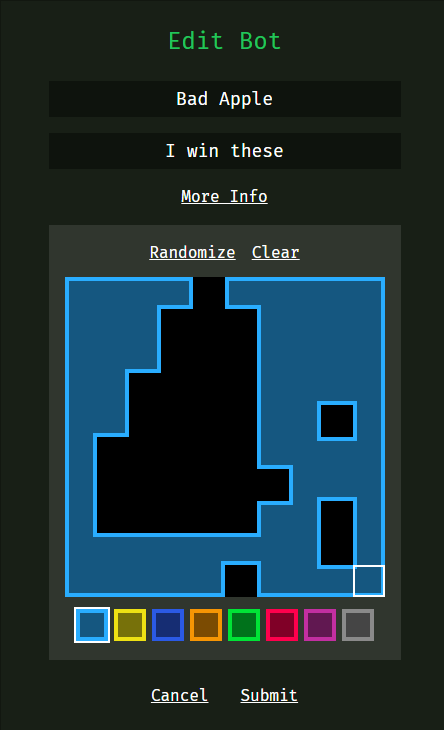 Edit Bot
Bad Apple
I win these
More Info
Randomize Clear
Cancel Submit